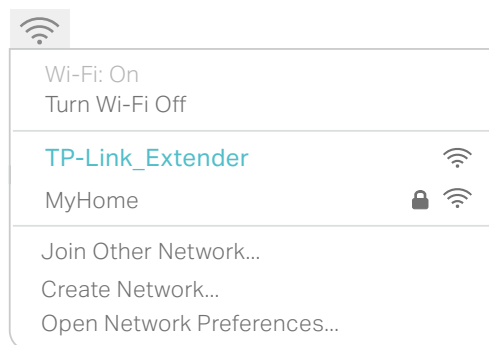 Wi-Fi: On
Turn Wi-Fi Off
TP-Link_Extender
MyHome
Join Other Network...
Create Network...
Open Network Preferences...